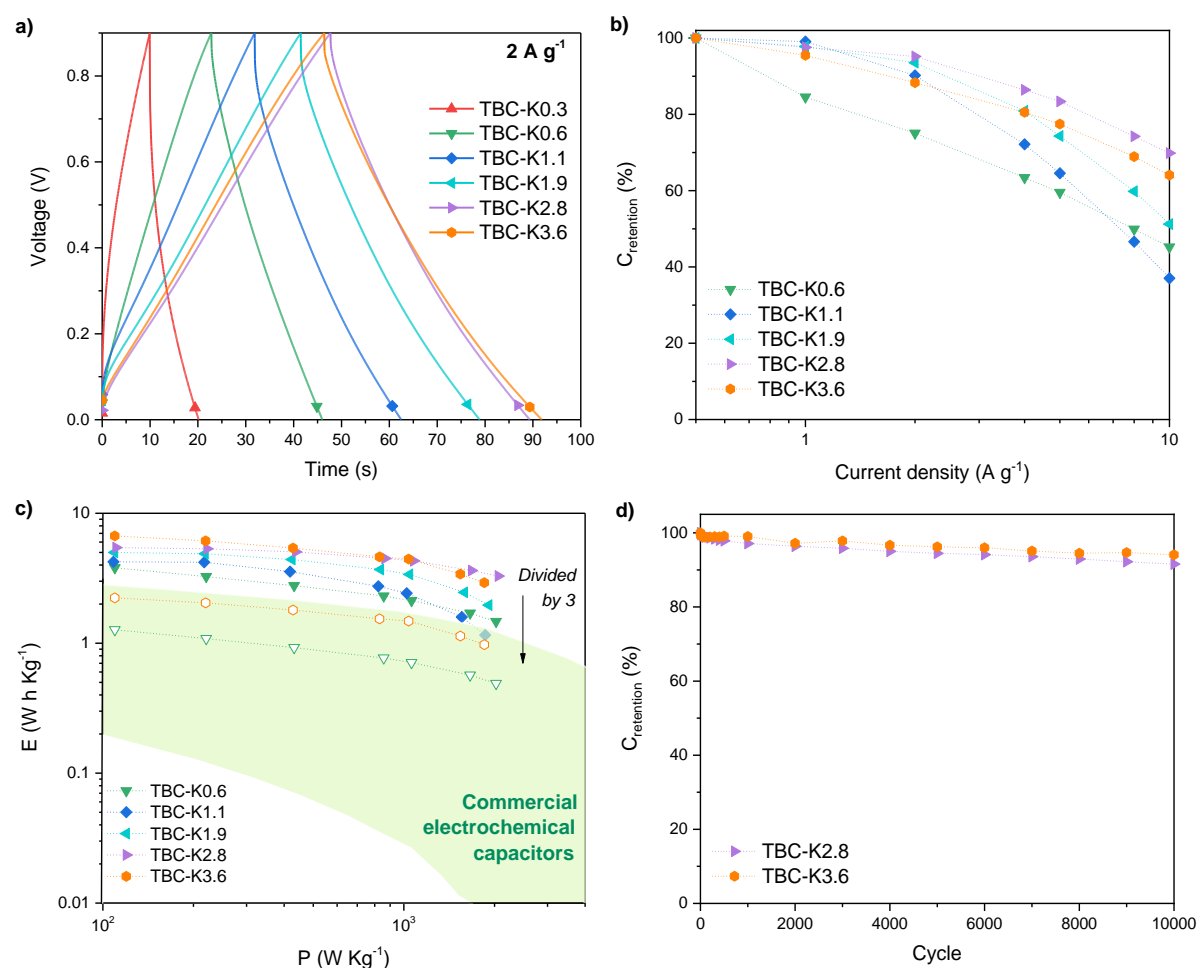 a)
2 A g-1
TBC-K0.3
TBC-K0.6
TBC-K1.1
TBC-K1.9
TBC-K2.8
TBC-K3.6
0.8
0.6
0.4
0.2
0.0
Voltage (V)
0 10 20 30 40 50 60 70 80 90 100
Time (s)
b)
100
80
60
40
20
0
Cretention (%)
TBC-K0.6
TBC-K1.1
TBC-K1.9
TBC-K2.8
TBC-K3.6
1 10
Current density (A g-1)
c)
10
1
0.1
0.01
E (W h Kg-1)
Divided
by 3
TBC-K0.6
TBC-K1.1
TBC-K1.9
TBC-K2.8
TBC-K3.6
Commercial
electrochemical
capacitors
102 103
P (W Kg-1)
d)
100
80
60
40
20
0
Cretention (%)
TBC-K2.8
TBC-K3.6
0 2000 4000 6000 8000 10000
Cycle